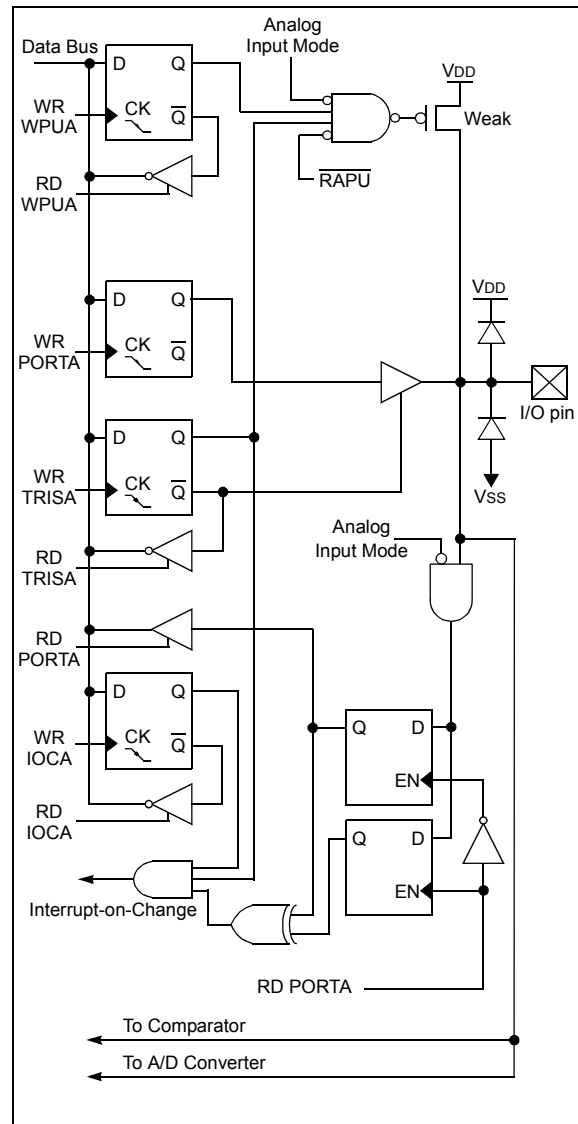 Analog
Input Mode
Data Bus
D Q
VDD
WR
WPUA
CK
Q
Weak
RD
WPUA
RAPU
D Q
VDD
WR
PORTA
CK
Q
I/O pin
D Q
WR
TRISA
CK
Q
VSS
RD
TRISA
Analog
Input Mode
RD
PORTA
D Q
Q D
WR
IOCA
CK
Q
EN
RD
IOCA
Q D
Interrupt-on-Change
EN
RD PORTA
To Comparator
To A/D Converter